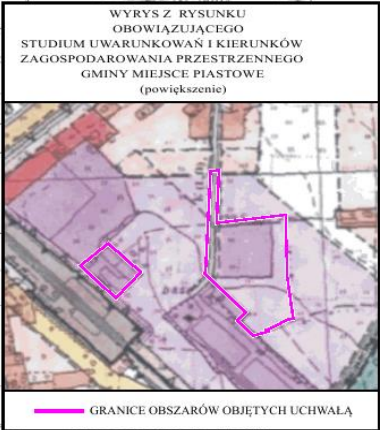 WYRYS Z RYSUNKU
OBOWIĄZUJĄCEGO
STUDIUM UWARUNKOWAŃ I KIERUNKÓW
ZAGOSPODAROWANIA PRZESTRZENNEGO
GMINY MIEJSCE PIASTOWE
(powiększenie)
GRANICE OBSZARÓW OBJĘTYCH UCHWAŁĄ